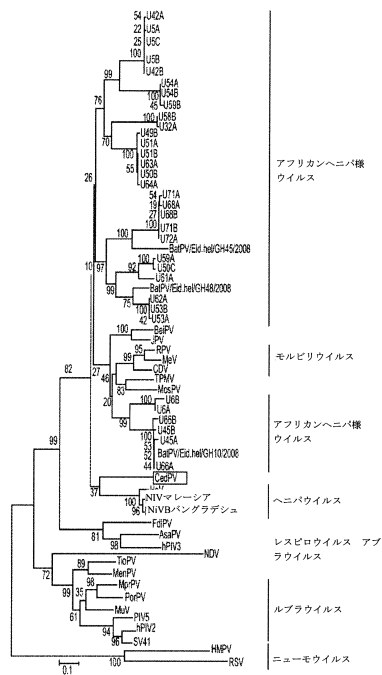 54 U42A
22 U5A
25 U5C
100 U5B
U42B
99
U54A
100 U54B
45 U59B
76
100 U58B
U32A
70
U49B
100 U51A
U51B
U63A
55 U50B
U64A
26
54 U71A
19 U68A
27 U68B
100 U71B
U72A
100
BatPV/Eid.hel/GH45/2008
10
97
100 U59A
92 U59C
U61A
99
BatPV/Eid.hel/GH48/2008
75 U62A
100 U53B
42 U53A
アフリカンヘニパ様
ウイルス
100 BeiPV
JPV
27
95 RPV
99 MeV
CDV
46
TPMV
83 MosPV
モルビリウイルス
82
20
100 U6B
U6A
99
U65B
100 U45B
U45A
53
52 BatPV/Eid.hel/GH10/2008
44 U66A
アフリカンヘニパ様
ウイルス
CedPV
37
100 NIVマレーシア
96 NiVBバングラデシュ
ヘニパウイルス
99
FdlPV
81 AsaPV
98 hPIV3
レスピロウイルス アブ
ラウイルス
NDV
72
89 TioPV
MenPV
99
98 MprPV
35 PorPV
MuV
61
PIV5
94 hPIV2
96 SV41
ルブラウイルス
HMPV
100 RSV
ニューモウイルス
0.1